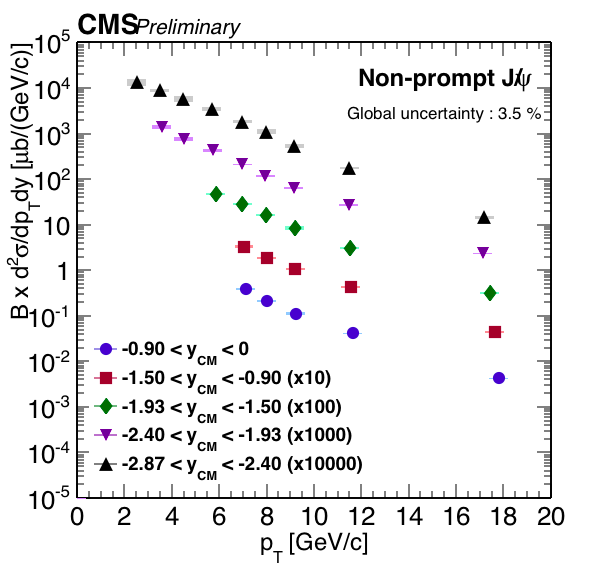 CMS Preliminary
Non-prompt J/ψ
Global uncertainty : 3.5 %
B x d²σ/dp_T dy [μb/(GeV/c)]
10⁵
10⁴
10³
10²
10
1
10⁻¹
10⁻²
10⁻³
10⁻⁴
10⁻⁵
-0.90 < y_CM < 0
-1.50 < y_CM < -0.90 (x10)
-1.93 < y_CM < -1.50 (x100)
-2.40 < y_CM < -1.93 (x1000)
-2.87 < y_CM < -2.40 (x10000)
0 2 4 6 8 10 12 14 16 18 20
p_T [GeV/c]